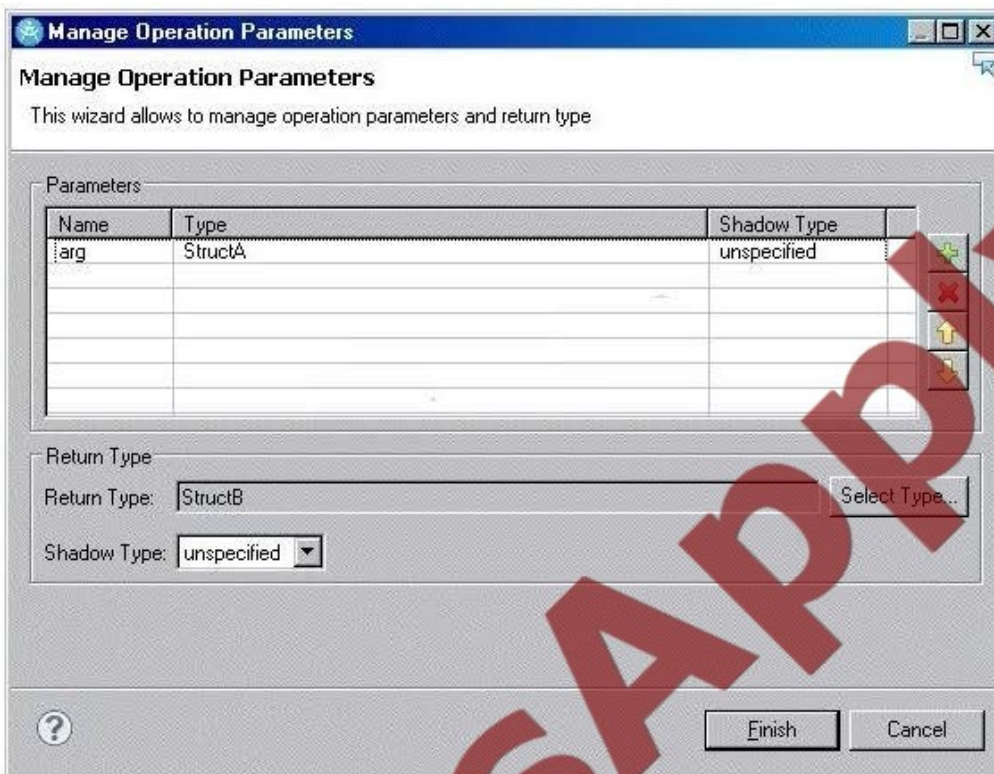 Manage Operation Parameters
Manage Operation Parameters
This wizard allows to manage operation parameters and return type
Parameters
Name Type Shadow Type
arg StructA unspecified
Return Type
Return Type: StructB Select Type...
Shadow Type: unspecified
? Finish Cancel